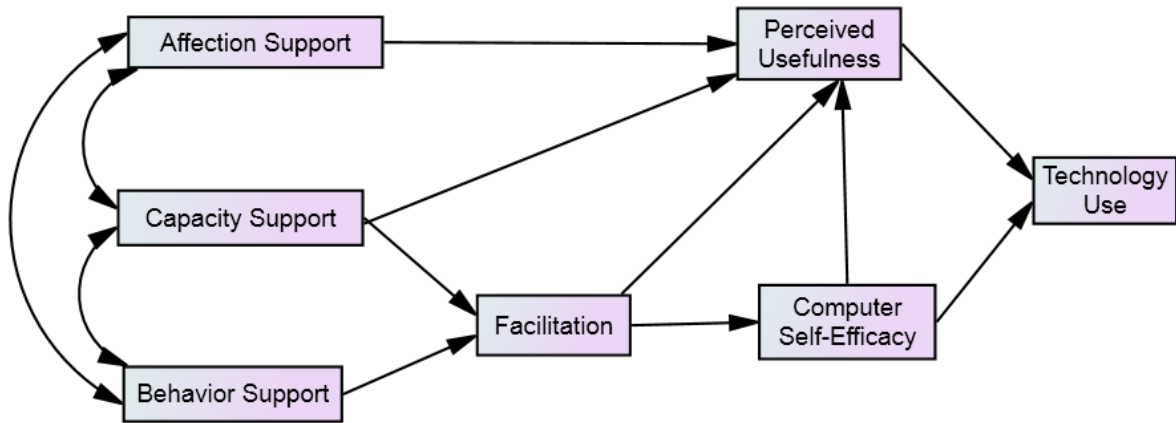 Affection Support
Perceived
Usefulness
Capacity Support
Technology
Use
Facilitation
Computer
Self-Efficacy
Behavior Support